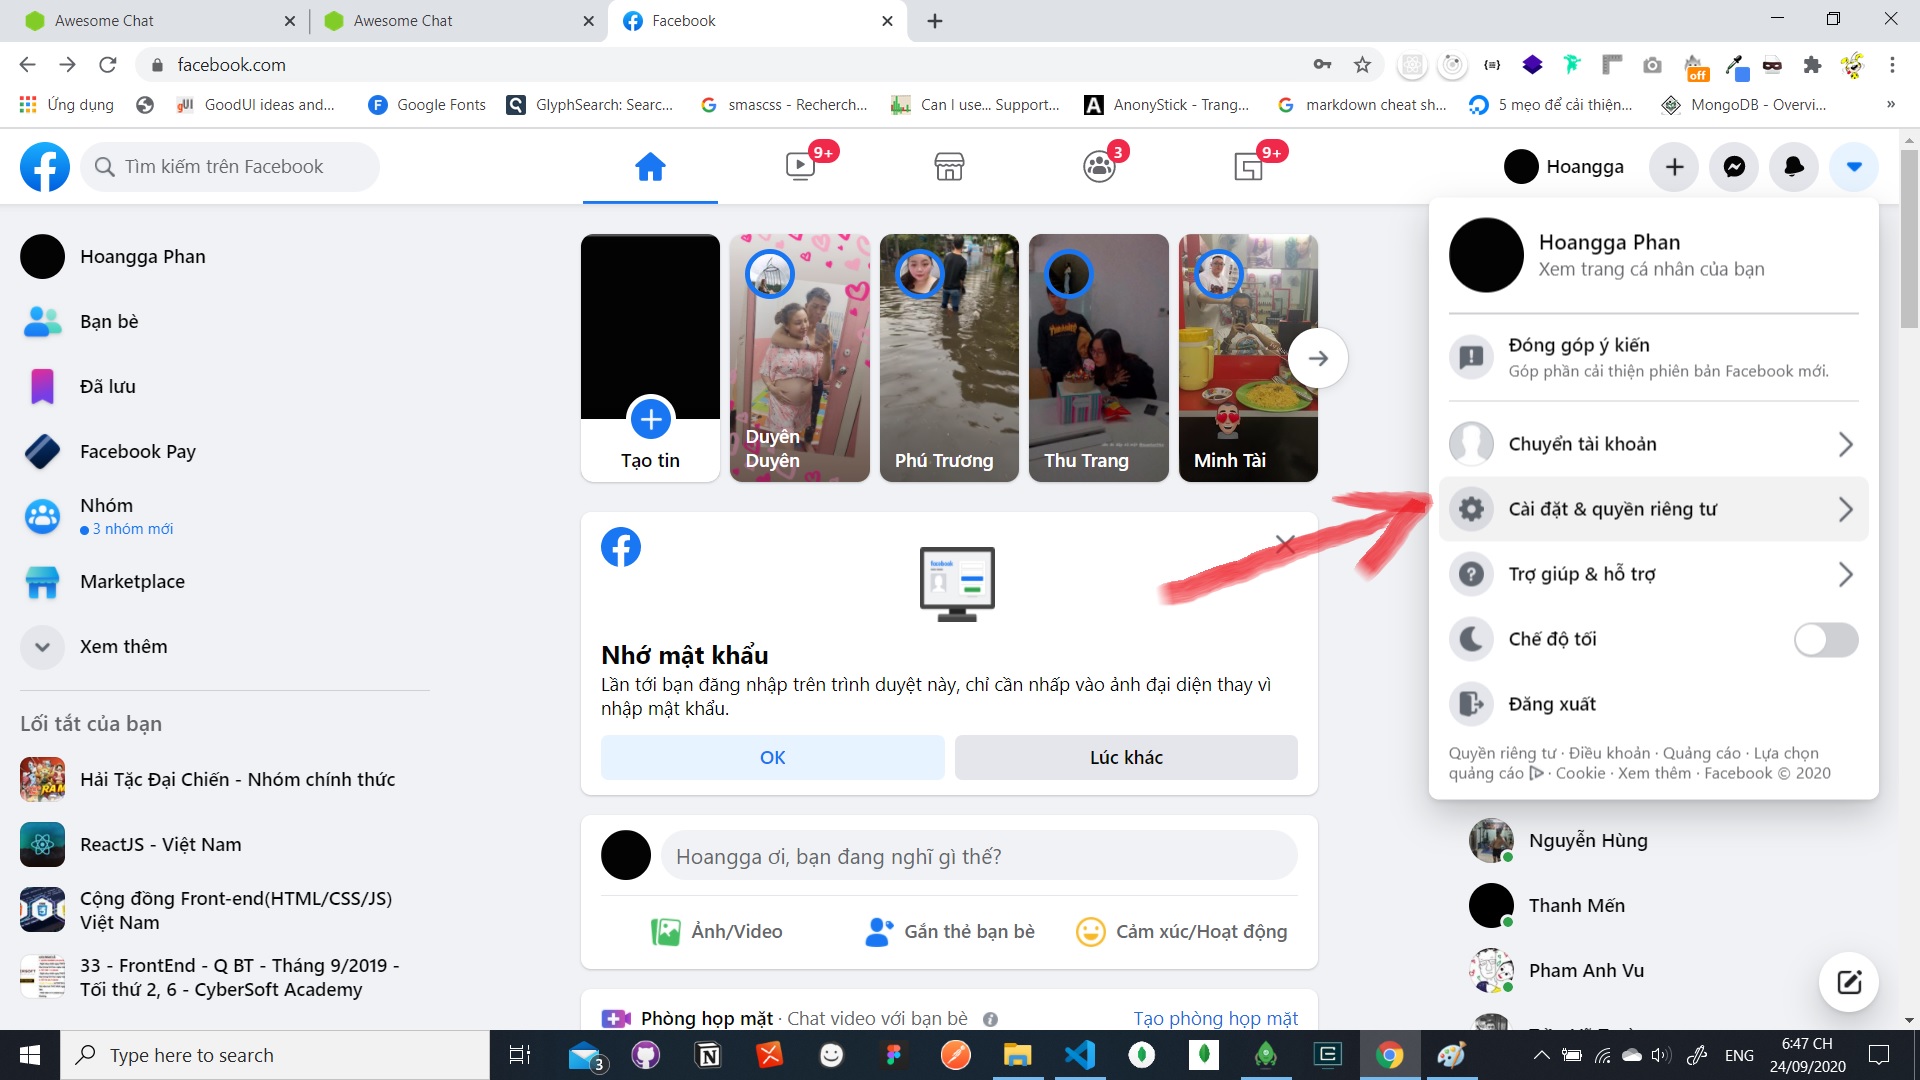 Awesome Chat
Awesome Chat
Facebook
facebook.com
off
Ứng dụng
gUI
GoodUI ideas and...
F
Google Fonts
GlyphSearch: Searc...
smascss - Recherch...
Can I use... Support...
A
AnonyStick - Trang...
markdown cheat sh...
5 mẹo để cải thiện...
MongoDB - Overvi...
»
Tìm kiếm trên Facebook
9+
3
9+
Hoangga
Hoangga Phan
Bạn bè
Đã lưu
Facebook Pay
Nhóm
3 nhóm mới
Marketplace
Xem thêm
Lối tắt của bạn
Hải Tặc Đại Chiến - Nhóm chính thức
ReactJS - Việt Nam
Cộng đồng Front-end(HTML/CSS/JS)
Việt Nam
33 - FrontEnd - Q BT - Tháng 9/2019 -
Tối thứ 2, 6 - CyberSoft Academy
Tạo tin
Duyên
Duyên
Phú Trương
Thu Trang
Minh Tài
facebook
Nhớ mật khẩu
Lần tới bạn đăng nhập trên trình duyệt này, chỉ cần nhấp vào ảnh đại diện thay vì
nhập mật khẩu.
OK
Lúc khác
Hoangga ơi, bạn đang nghĩ gì thế?
Ảnh/Video
Gắn thẻ bạn bè
Cảm xúc/Hoạt động
Phòng họp mặt · Chat video với bạn bè
Tạo phòng họp mặt
Hoangga Phan
Xem trang cá nhân của bạn
Đóng góp ý kiến
Góp phần cải thiện phiên bản Facebook mới.
Chuyển tài khoản
Cài đặt & quyền riêng tư
Trợ giúp & hỗ trợ
Chế độ tối
Đăng xuất
Quyền riêng tư · Điều khoản · Quảng cáo · Lựa chọn
quảng cáo · Cookie · Xem thêm · Facebook © 2020
Nguyễn Hùng
Thanh Mến
Pham Anh Vu
Type here to search
3
ENG
6:47 CH
24/09/2020